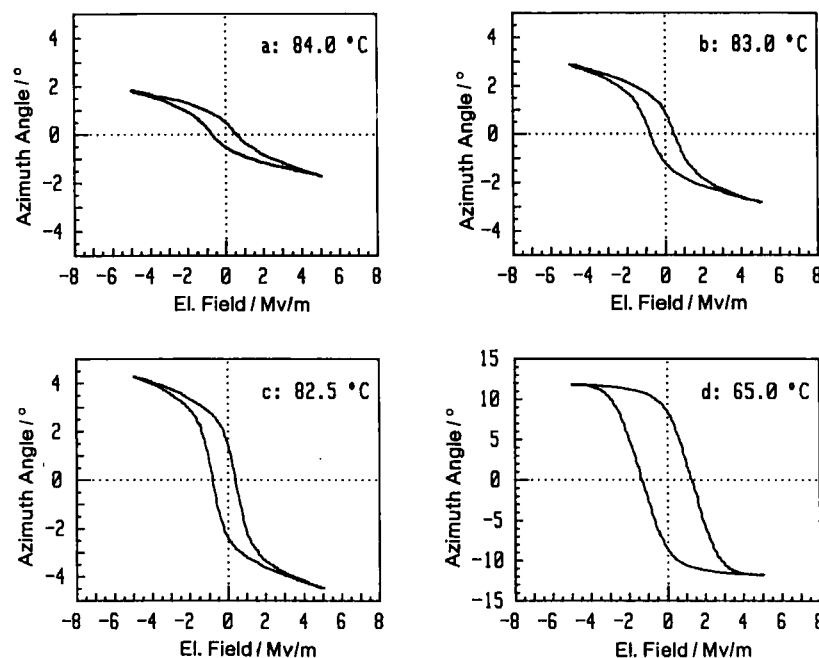 a: 84.0 °C
Azimuth Angle / °
4
2
0
-2
-4
-8 -6 -4 -2 0 2 4 6 8
El. Field / Mv/m
b: 83.0 °C
Azimuth Angle / °
4
2
0
-2
-4
-8 -6 -4 -2 0 2 4 6 8
El. Field / Mv/m
c: 82.5 °C
Azimuth Angle / °
4
2
0
-2
-4
-8 -6 -4 -2 0 2 4 6 8
El. Field / Mv/m
d: 65.0 °C
Azimuth Angle / °
15
10
5
0
-5
-10
-15
-8 -6 -4 -2 0 2 4 6 8
El. Field / Mv/m